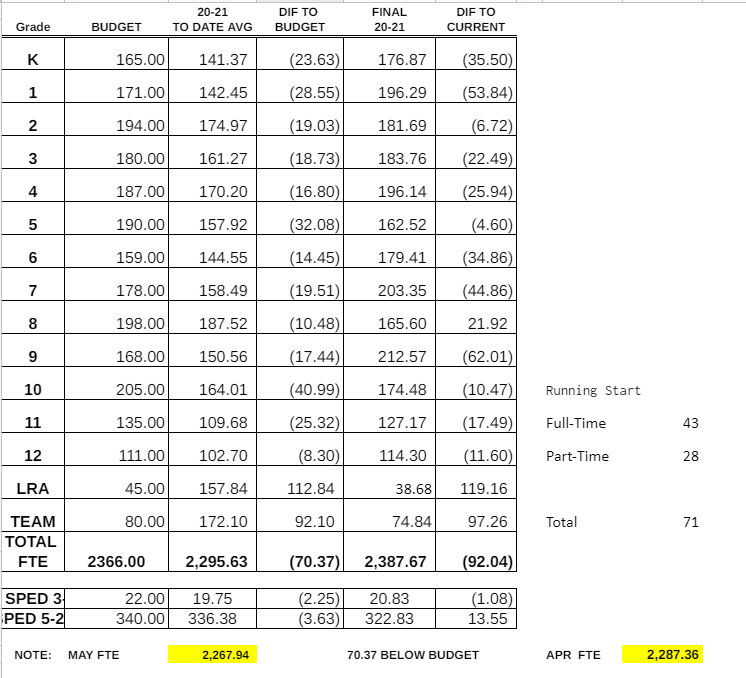 Grade BUDGET 20-21 TO DATE AVG DIF TO BUDGET FINAL 20-21 DIF TO CURRENT
K 165.00 141.37 (23.63) 176.87 (35.50)
1 171.00 142.45 (28.55) 196.29 (53.84)
2 194.00 174.97 (19.03) 181.69 (6.72)
3 180.00 161.27 (18.73) 183.76 (22.49)
4 187.00 170.20 (16.80) 196.14 (25.94)
5 190.00 157.92 (32.08) 162.52 (4.60)
6 159.00 144.55 (14.45) 179.41 (34.86)
7 178.00 158.49 (19.51) 203.35 (44.86)
8 198.00 187.52 (10.48) 165.60 21.92
9 168.00 150.56 (17.44) 212.57 (62.01)
10 205.00 164.01 (40.99) 174.48 (10.47) Running Start
11 135.00 109.68 (25.32) 127.17 (17.49) Full-Time 43
12 111.00 102.70 (8.30) 114.30 (11.60) Part-Time 28
LRA 45.00 157.84 112.84 38.68 119.16
TEAM 80.00 172.10 92.10 74.84 97.26 Total 71
TOTAL
FTE 2366.00 2,295.63 (70.37) 2,387.67 (92.04)
SPED 3- 22.00 19.75 (2.25) 20.83 (1.08)
PED 5-2 340.00 336.38 (3.63) 322.83 13.55
NOTE: MAY FTE 2,267.94 70.37 BELOW BUDGET APR FTE 2,287.36